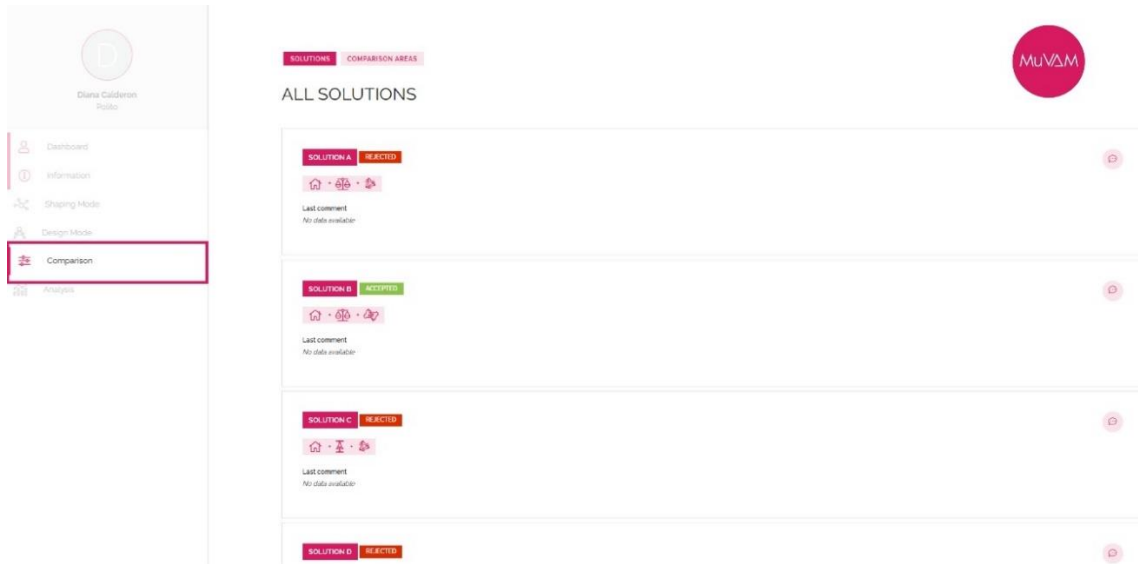 D
Diana Calderon
Polito
Dashboard
Information
Shaping Mode
Design Mode
Comparison
Analysis
SOLUTIONS
COMPARISON AREAS
MUVAM
ALL SOLUTIONS
SOLUTION A REJECTED
Last comment
No data available
SOLUTION B ACCEPTED
Last comment
No data available
SOLUTION C REJECTED
Last comment
No data available
SOLUTION D REJECTED